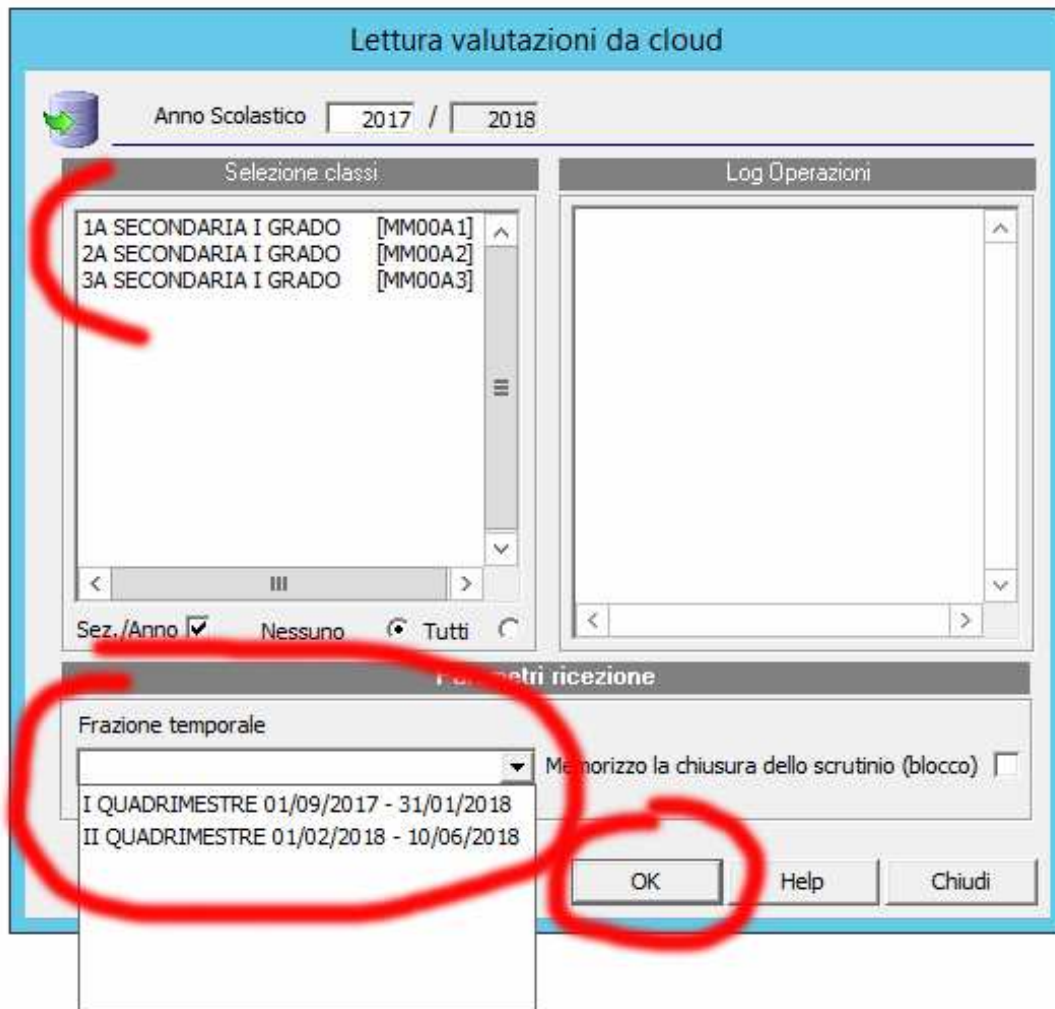 Lettura valutazioni da cloud
Anno Scolastico 2017 / 2018
Selezione classi
1A SECONDARIA I GRADO [MM00A1]
2A SECONDARIA I GRADO [MM00A2]
3A SECONDARIA I GRADO [MM00A3]
Sez./Anno Nessuno Tutti
Log Operazioni
Parametri ricezione
Frazione temporale
Memorizzo la chiusura dello scrutinio (blocco)
I QUADRIMESTRE 01/09/2017 - 31/01/2018
II QUADRIMESTRE 01/02/2018 - 10/06/2018
OK Help Chiudi